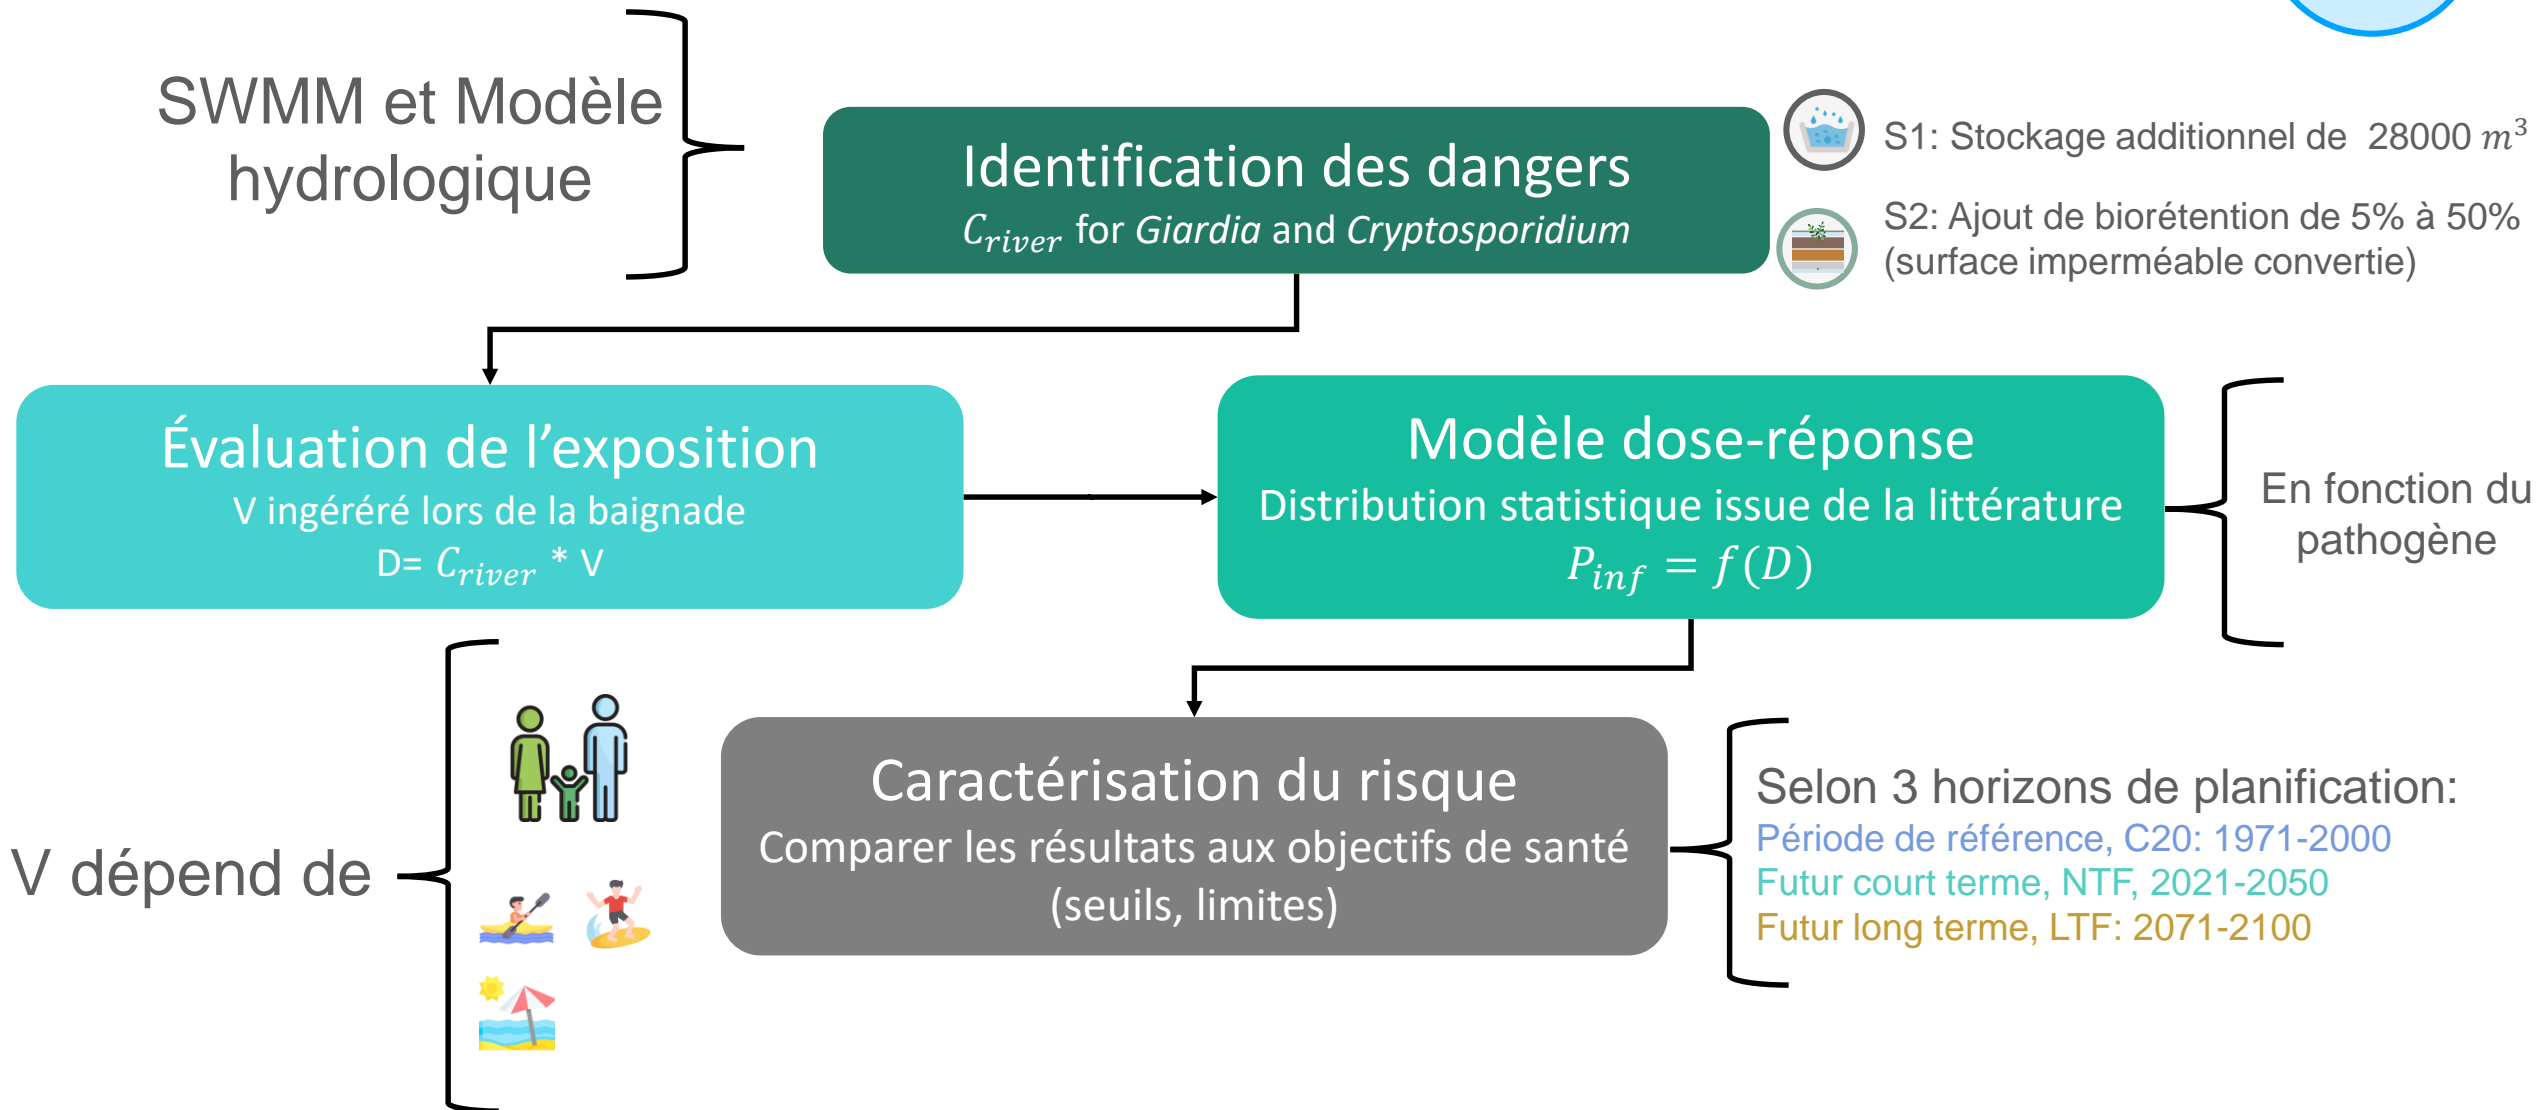 SWMM et Modèle
hydrologique
Identification des dangers
C_river for Giardia and Cryptosporidium
S1: Stockage additionnel de 28000 m³
S2: Ajout de biorétention de 5% à 50%
(surface imperméable convertie)
Évaluation de l’exposition
V ingéréré lors de la baignade
D= C_river * V
Modèle dose-réponse
Distribution statistique issue de la littérature
P_inf = f(D)
En fonction du
pathogène
V dépend de
Caractérisation du risque
Comparer les résultats aux objectifs de santé
(seuils, limites)
Selon 3 horizons de planification:
Période de référence, C20: 1971-2000
Futur court terme, NTF, 2021-2050
Futur long terme, LTF: 2071-2100